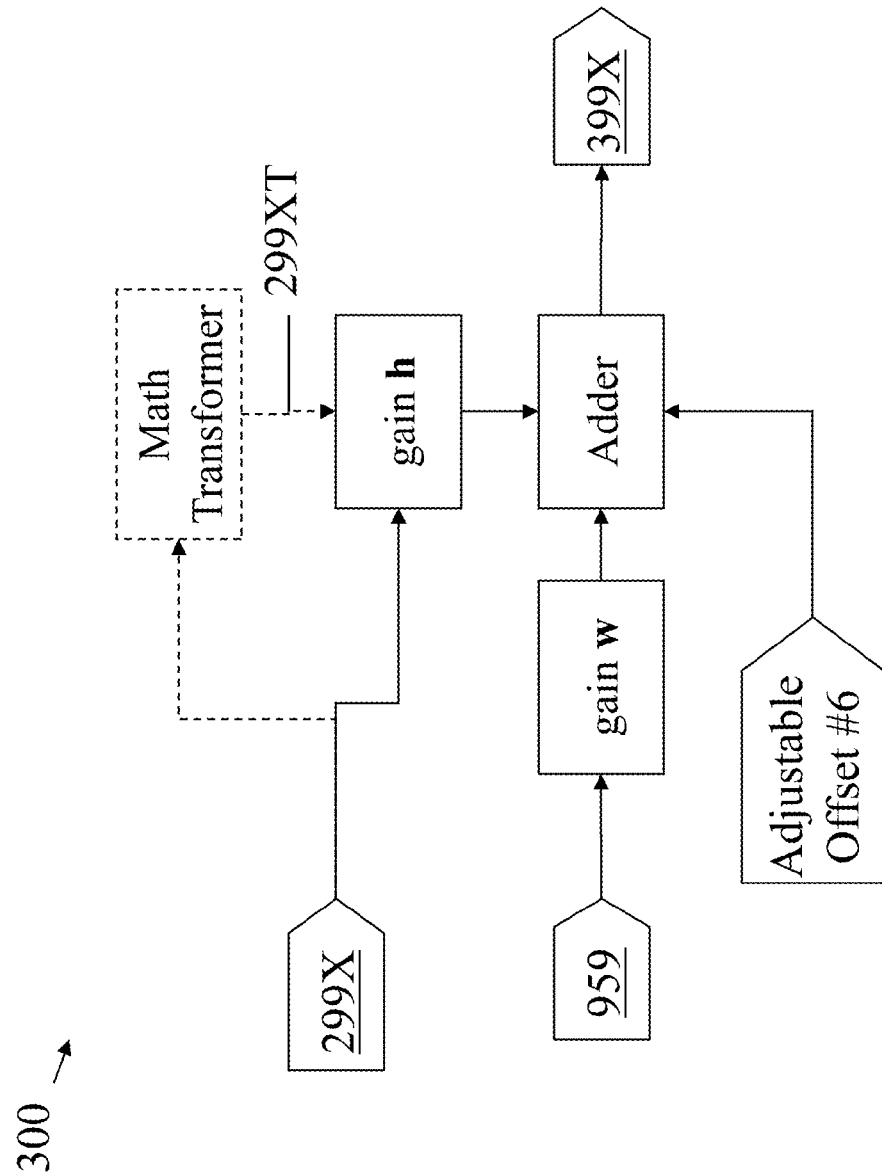 300
299X
Math
Transformer
299XT
gain h
959
gain w
Adder
399X
Adjustable
Offset #6